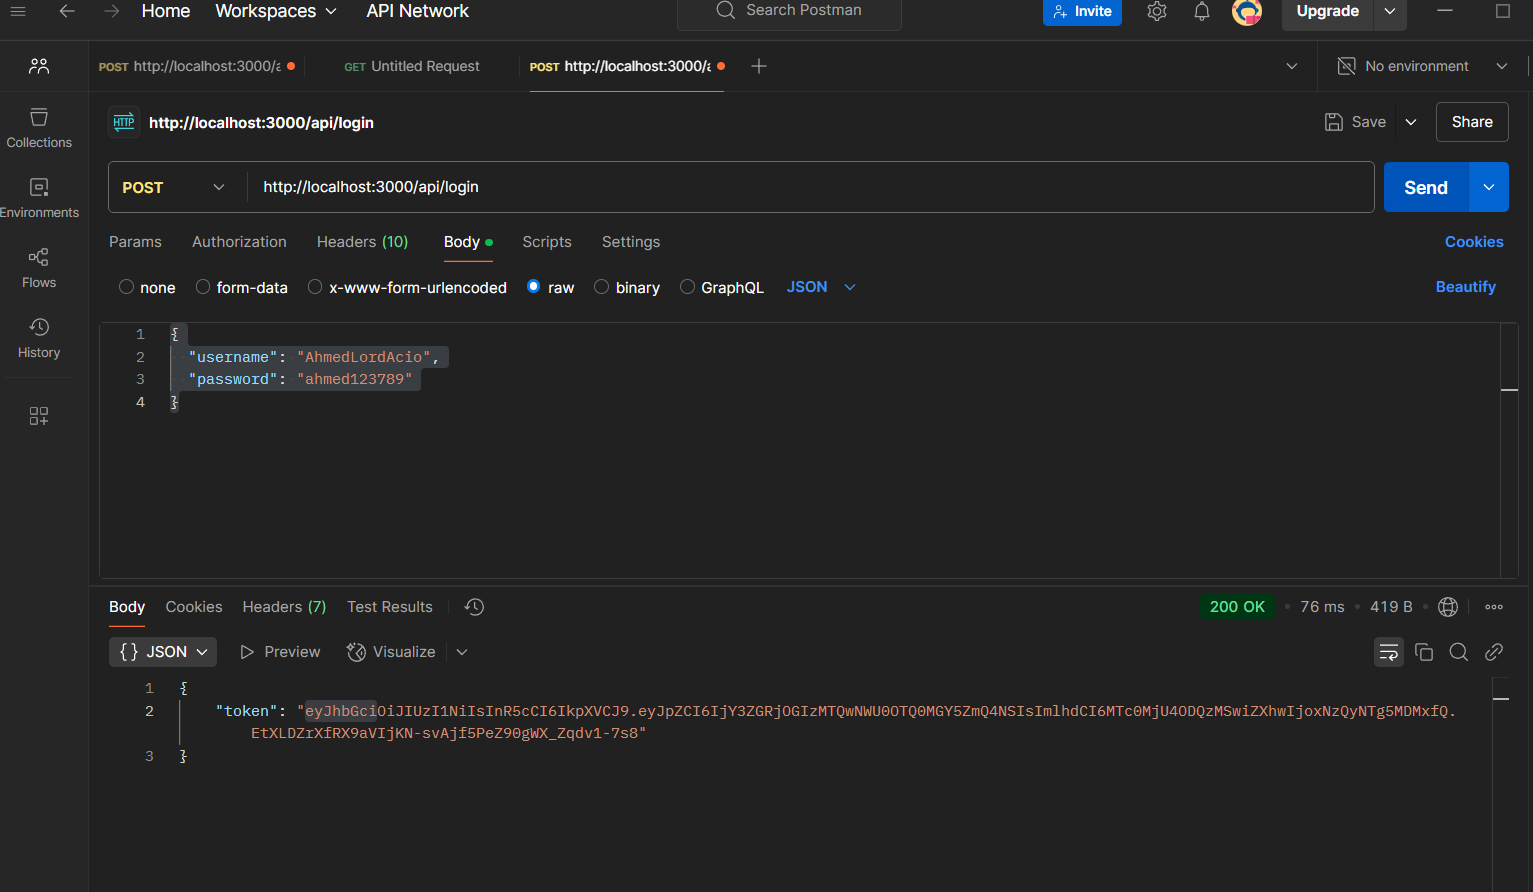 Home Workspaces API Network Search Postman Invite Upgrade
POST http://localhost:3000/a GET Untitled Request POST http://localhost:3000/a No environment
HTTP http://localhost:3000/api/login Save Share
Collections
Environments
Flows
History
POST http://localhost:3000/api/login Send
Params Authorization Headers (10) Body Scripts Settings Cookies
none form-data x-www-form-urlencoded raw binary GraphQL JSON Beautify
1 {
2 "username": "AhmedLordAcio",
3 "password": "ahmed123789"
4 }
Body Cookies Headers (7) Test Results 200 OK • 76 ms • 419 B •
{} JSON Preview Visualize
1 {
2 "token": "eyJhbGciOiJIUzI1NiIsInR5cCI6IkpXVCJ9.eyJpZCI6IjY3ZGRjOGIzMTQwNWU0OTQ0MGY5ZmQ4NSIsImlhdCI6MTc0MjU4ODQzMSwiZXhwIjoxNzQyNTg5MDMxfQ.
EtXLDZrXfRX9aVIjKN-svAjf5PeZ90gWX_Zqdv1-7s8"
3 }